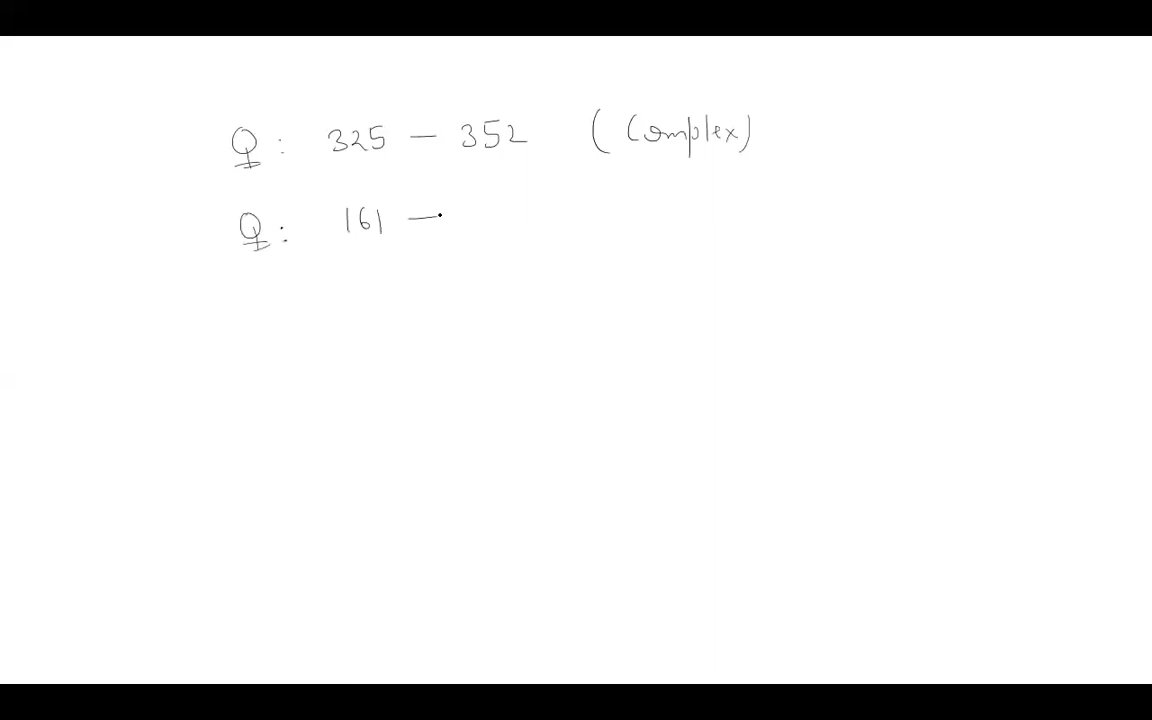 Q: 325 – 352 (Complex)
Q: 161 –